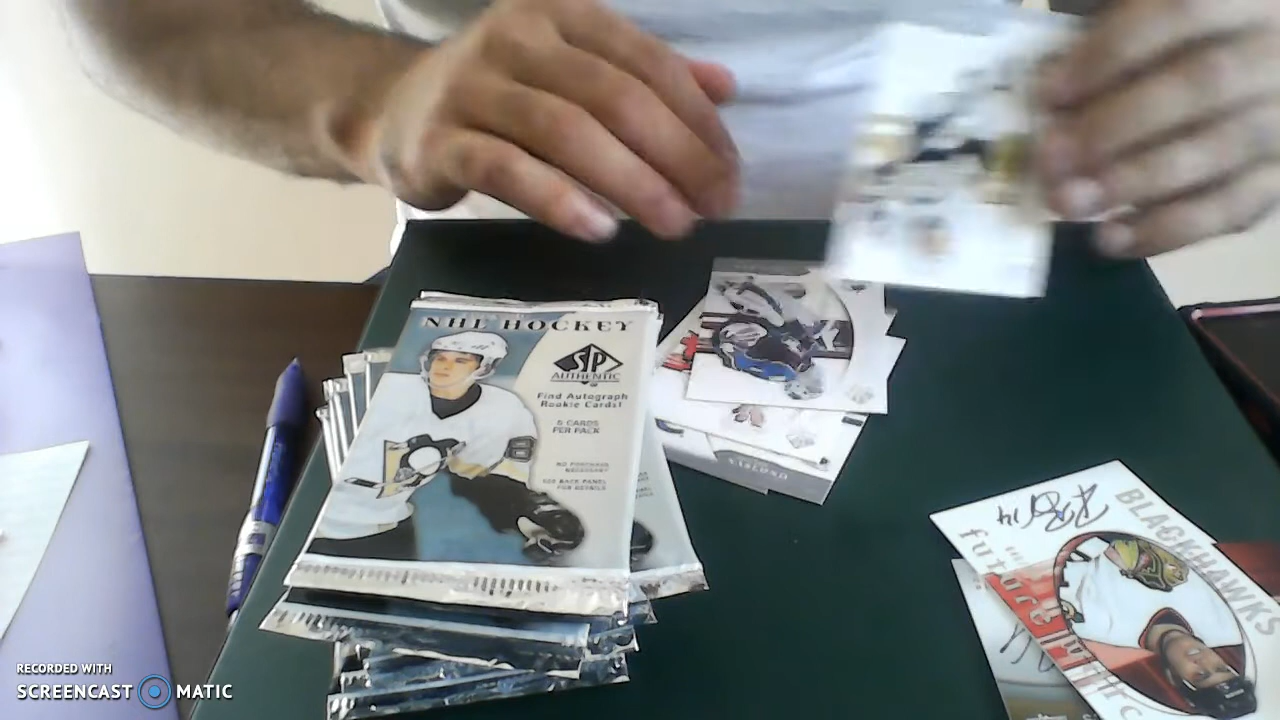 NHL HOCKEY
SP
AUTHENTIC
Find Autograph
Rookie Cards!
5 CARDS
PER PACK
NO PURCHASE
NECESSARY
SEE BACK PANEL
FOR DETAILS
NASLUND
BLACKHAWKS
future
RECORDED WITH
SCREENCAST MATIC